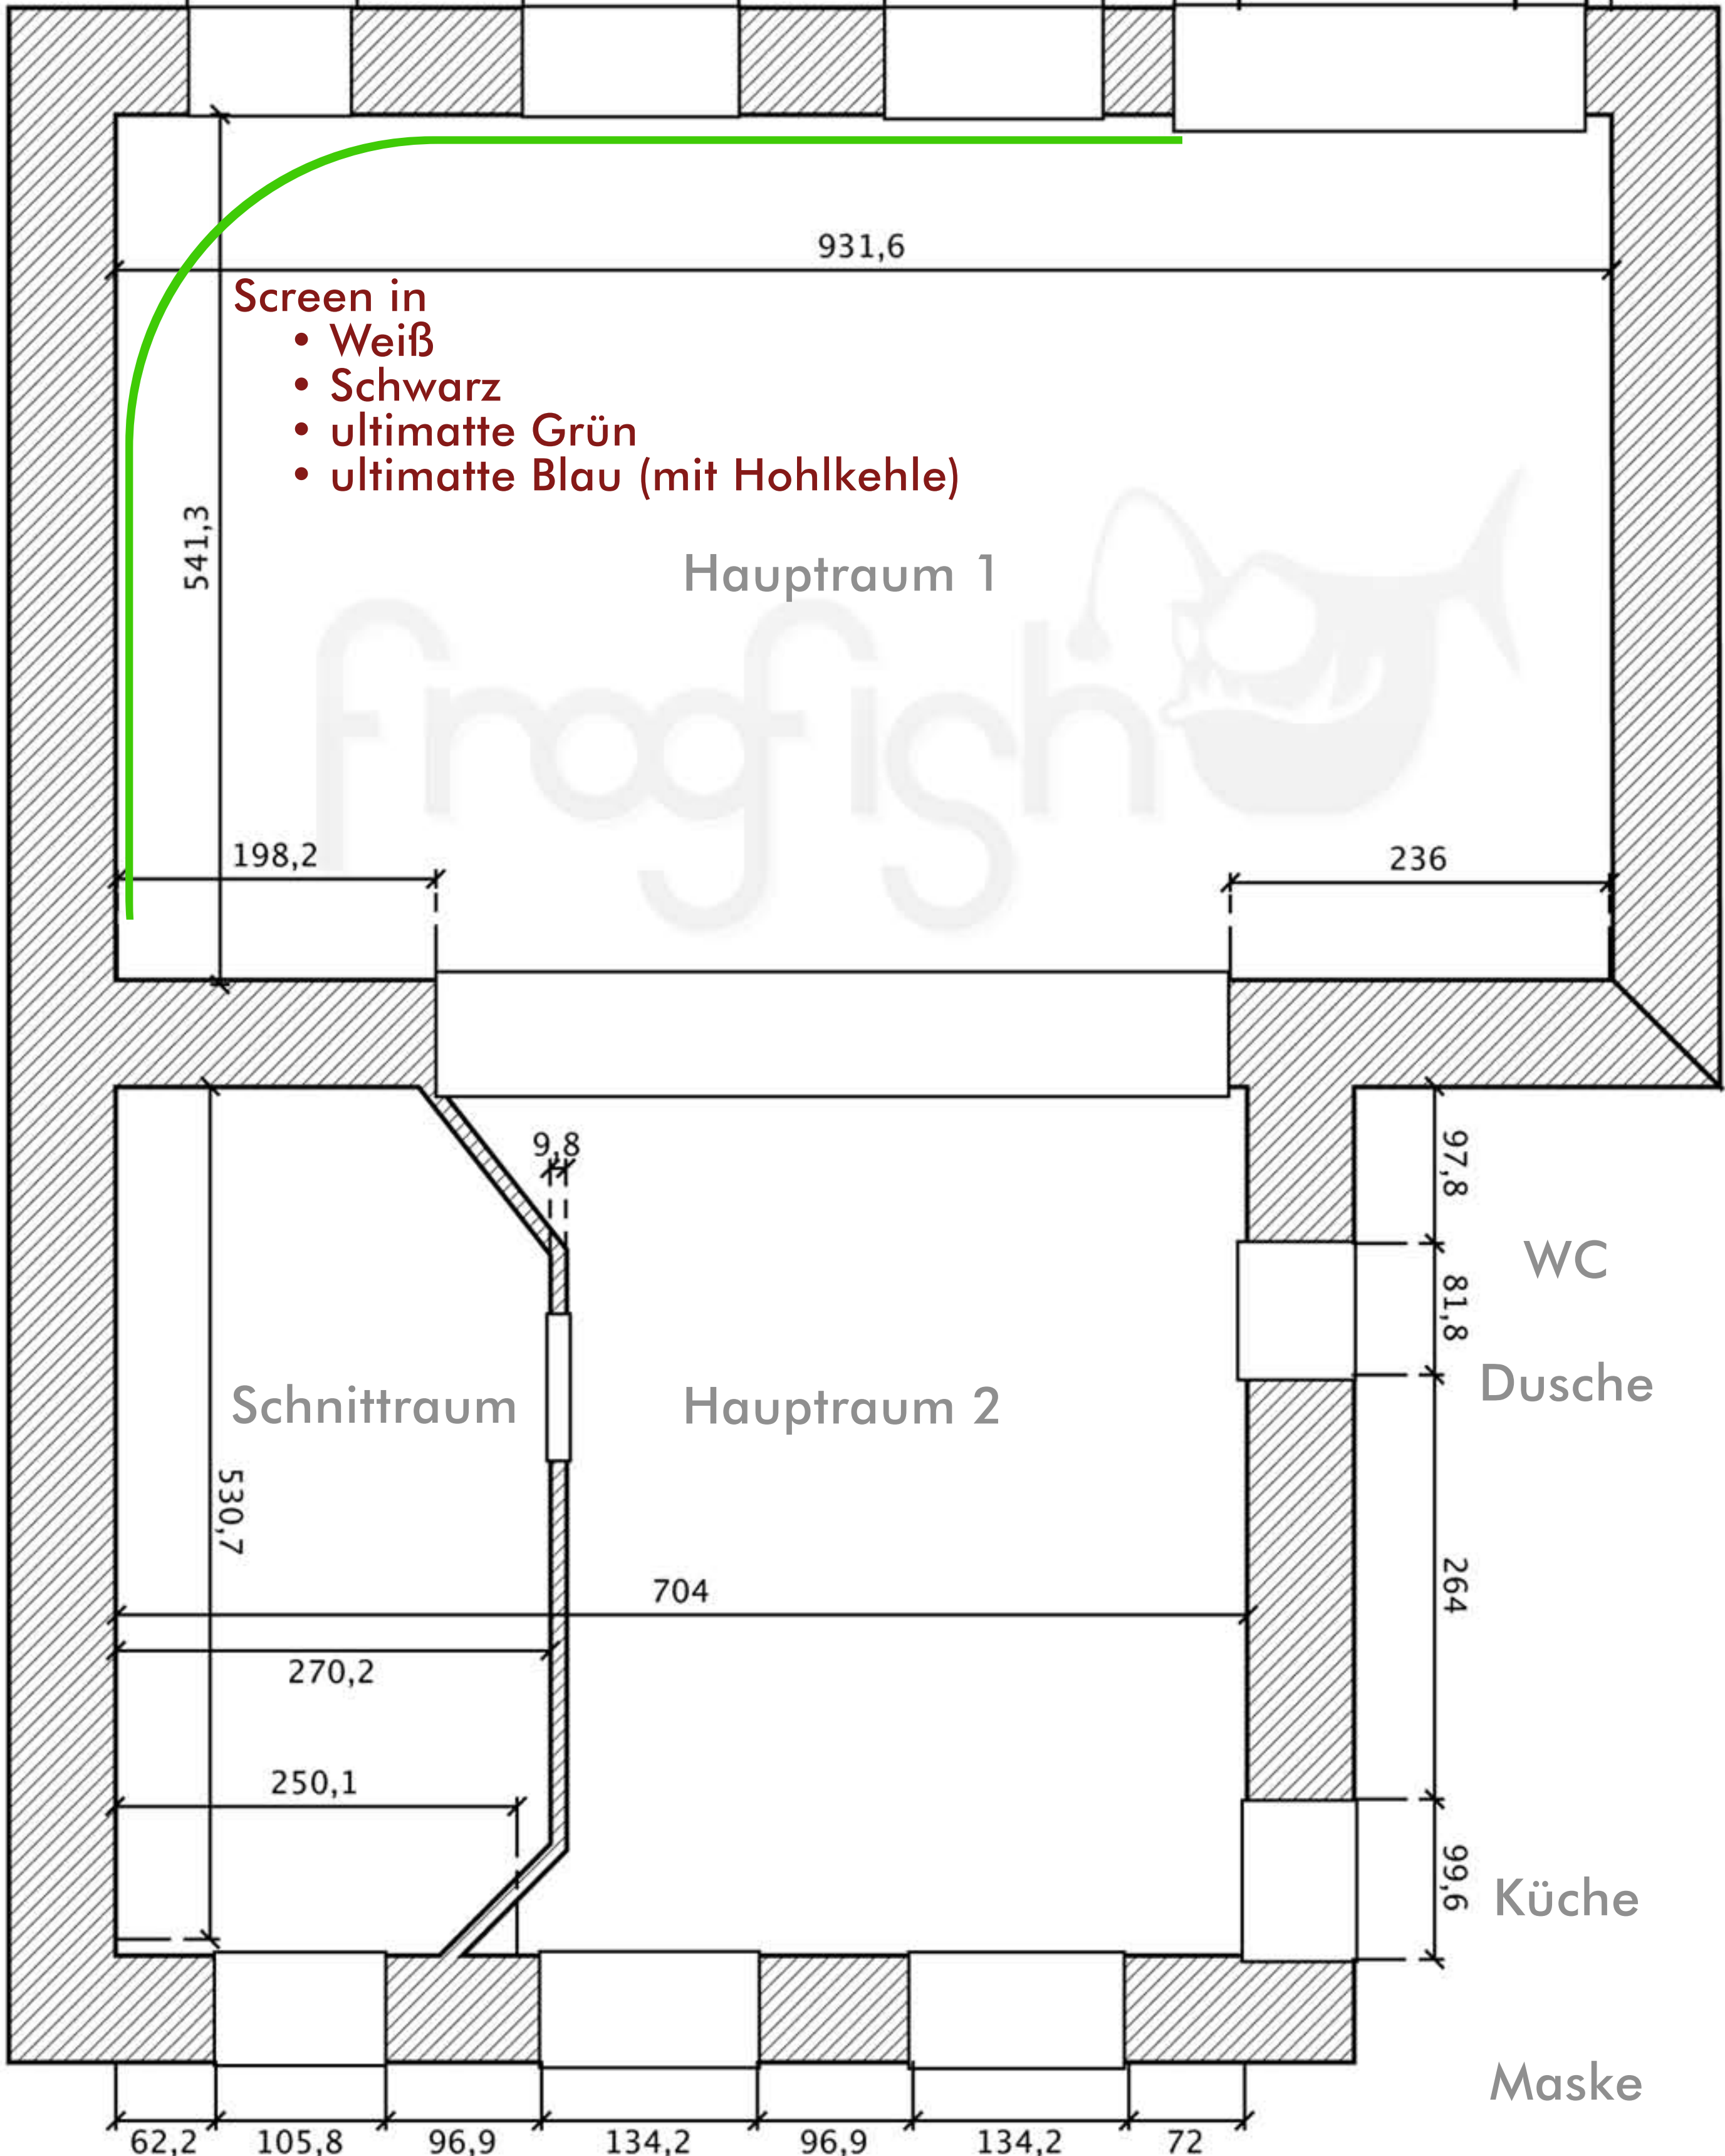 931,6
Screen in
• Weiß
• Schwarz
• ultimatte Grün
• ultimatte Blau (mit Hohlkehle)
541,3
Hauptraum 1
frogfish
198,2
236
9,8
97,8
WC
81,8
Dusche
Schnittraum
Hauptraum 2
530,7
704
264
270,2
250,1
99,6
Küche
Maske
62,2 105,8 96,9 134,2 96,9 134,2 72